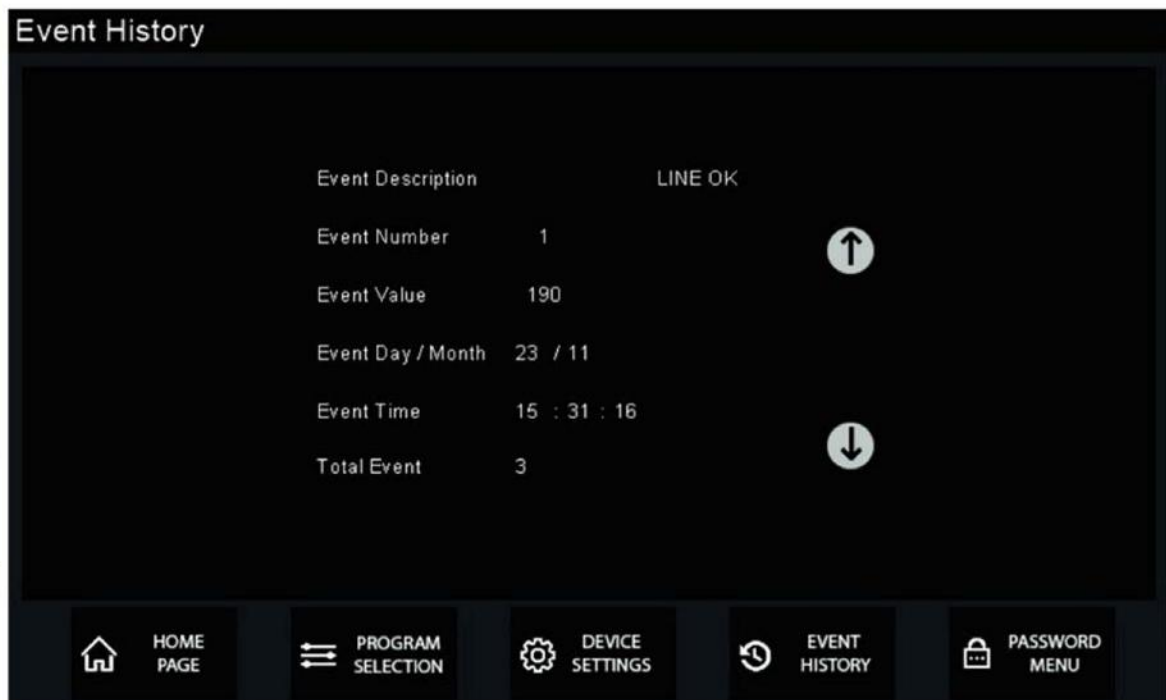 Event History
Event Description LINE OK
Event Number 1
Event Value 190
Event Day / Month 23 / 11
Event Time 15 : 31 : 16
Total Event 3
HOME PAGE
PROGRAM SELECTION
DEVICE SETTINGS
EVENT HISTORY
PASSWORD MENU